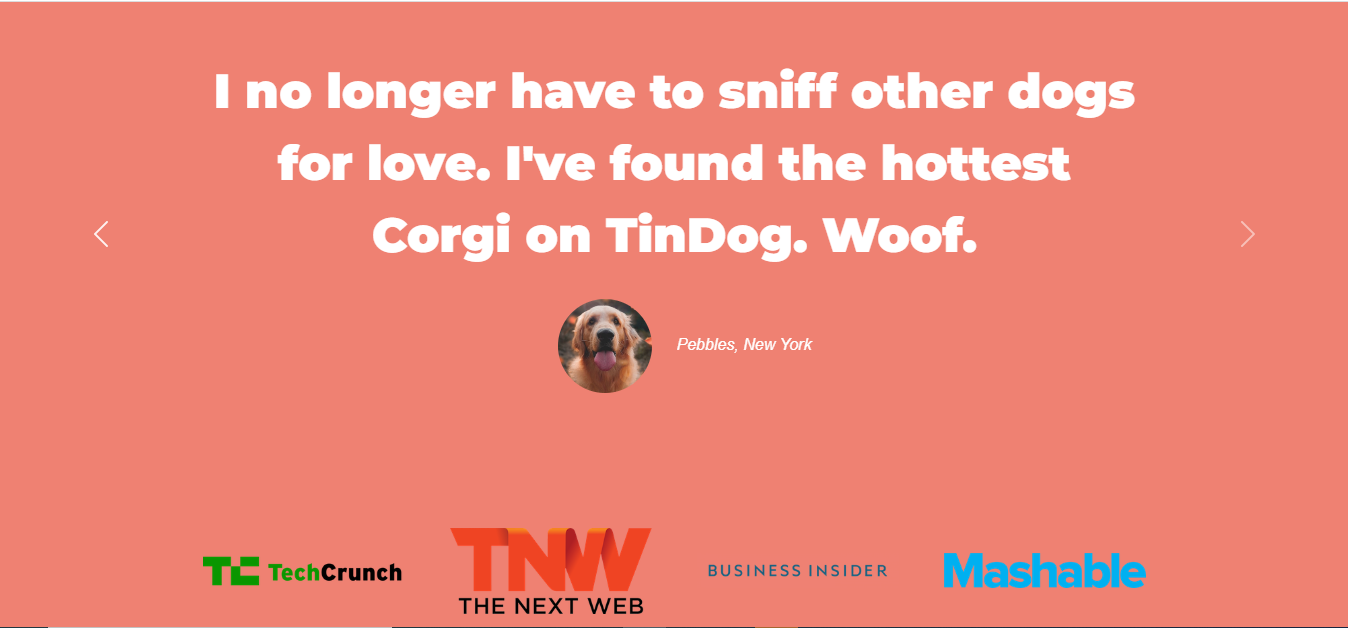 I no longer have to sniff other dogs
for love. I've found the hottest
Corgi on TinDog. Woof.
Pebbles, New York
TC TechCrunch
TNW
THE NEXT WEB
BUSINESS INSIDER
Mashable